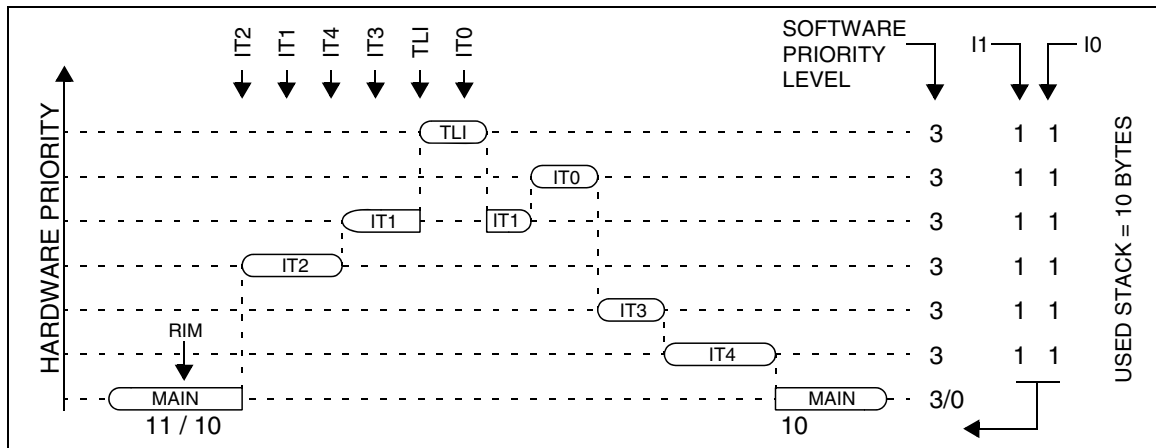 IT2
IT1
IT4
IT3
TLI
IT0
SOFTWARE
PRIORITY
LEVEL
I1
I0
HARDWARE PRIORITY
TLI
3
1 1
IT0
3
1 1
IT1
IT1
3
1 1
IT2
3
1 1
IT3
3
1 1
RIM
IT4
3
1 1
MAIN
MAIN
3/0
11 / 10
10
USED STACK = 10 BYTES